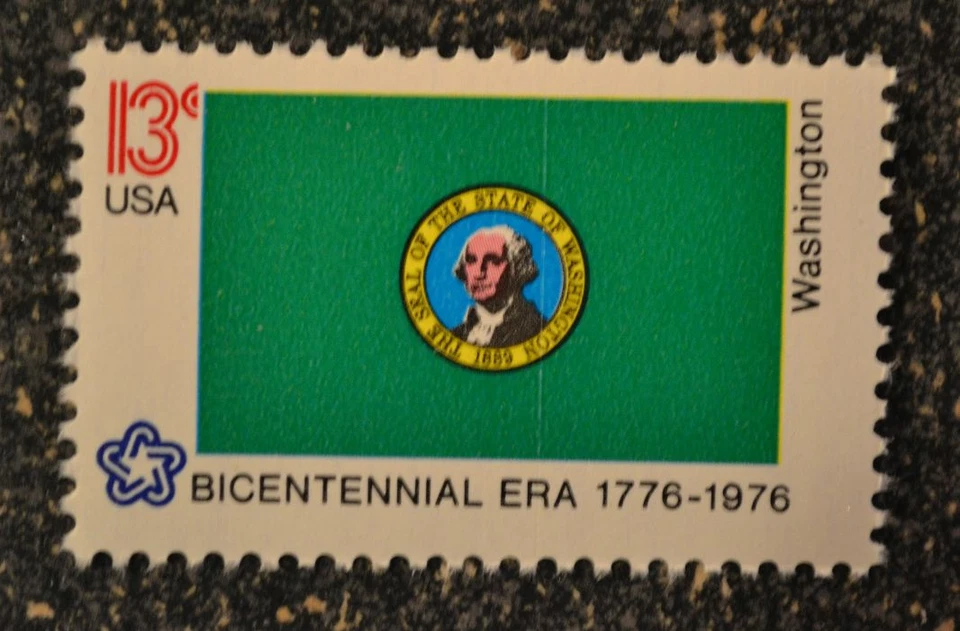 13¢
USA
Washington
THE SEAL OF THE STATE OF WASHINGTON
1889
BICENTENNIAL ERA 1776-1976